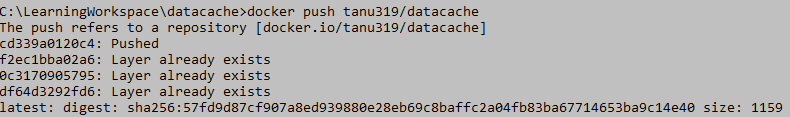 C:\LearningWorkspace\datacache>docker push tanu319/datacache
The push refers to a repository [docker.io/tanu319/datacache]
cd339a0120c4: Pushed
f2ec1bba02a6: Layer already exists
0c3170905795: Layer already exists
df64d3292fd6: Layer already exists
latest: digest: sha256:57fd9d87cf907a8ed939880e28eb69c8baffc2a04fb83ba67714653ba9c14e40 size: 1159